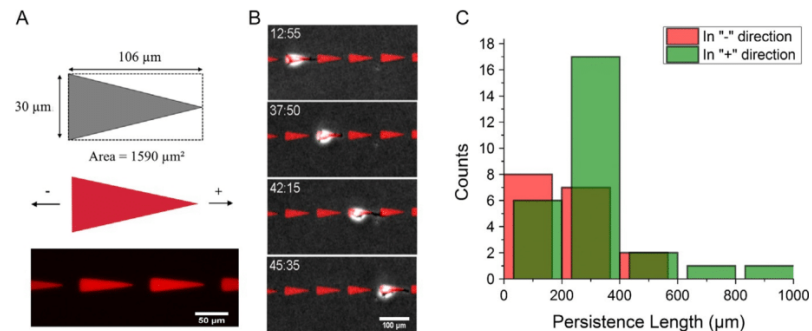 A
106 µm
30 µm
Area = 1590 µm²
- +
50 µm
B
12:55
37:50
42:15
45:35
100 µm
C
In "-" direction
In "+" direction
18
16
14
12
10
8
6
4
2
0
Counts
0 200 400 600 800 1000
Persistence Length (µm)